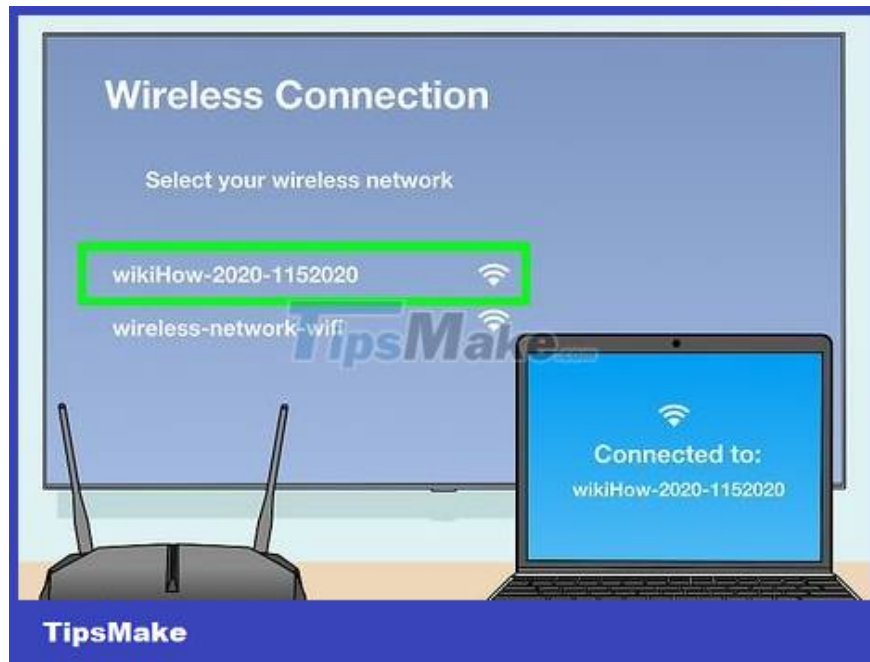 Wireless Connection
Select your wireless network
wikiHow-2020-1152020
wireless-network-wifi
TipsMake.com
Connected to:
wikiHow-2020-1152020
TipsMake